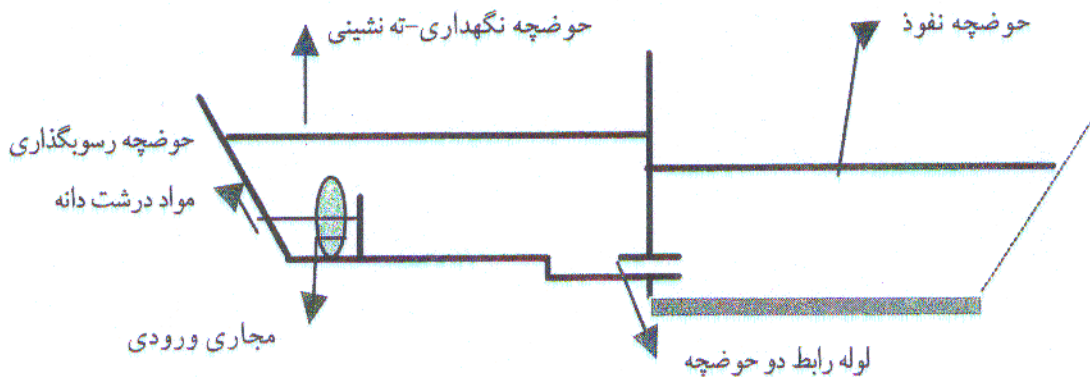 حوضچه نفوذ
حوضچه نگهداری-ته نشینی
حوضچه رسوبگذاری
مواد درشت دانه
مجاری ورودی
لوله رابط دو حوضچه